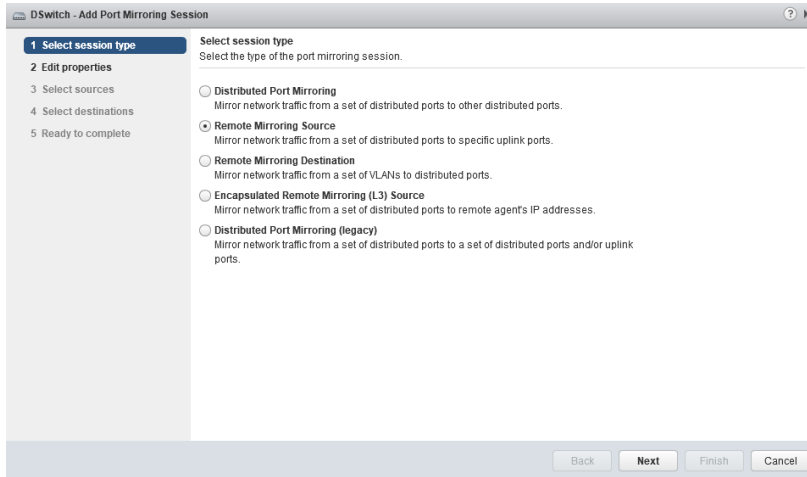 DSwitch - Add Port Mirroring Session
?
1 Select session type
2 Edit properties
3 Select sources
4 Select destinations
5 Ready to complete
Select session type
Select the type of the port mirroring session.
Distributed Port Mirroring
Mirror network traffic from a set of distributed ports to other distributed ports.
Remote Mirroring Source
Mirror network traffic from a set of distributed ports to specific uplink ports.
Remote Mirroring Destination
Mirror network traffic from a set of VLANs to distributed ports.
Encapsulated Remote Mirroring (L3) Source
Mirror network traffic from a set of distributed ports to remote agent's IP addresses.
Distributed Port Mirroring (legacy)
Mirror network traffic from a set of distributed ports to a set of distributed ports and/or uplink
ports.
Back
Next
Finish
Cancel